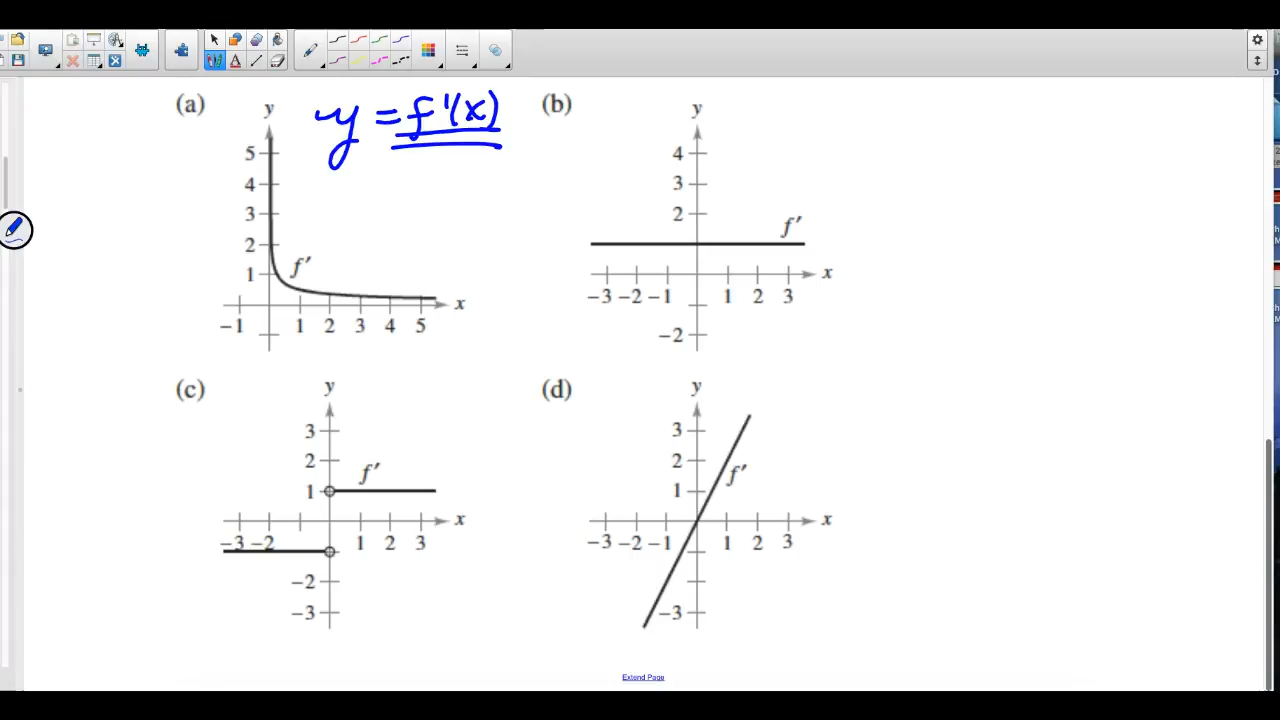 (a)
y
y = f'(x)
5
4
3
2
1
f′
x
−1 1 2 3 4 5
(b)
y
4
3
2
f′
x
−3 −2 −1 1 2 3
−2
(c)
y
3
2
1
f′
x
−3 −2 1 2 3
−2
−3
(d)
y
3
2
1
f′
x
−3 −2 −1 1 2 3
−3
Extend Page